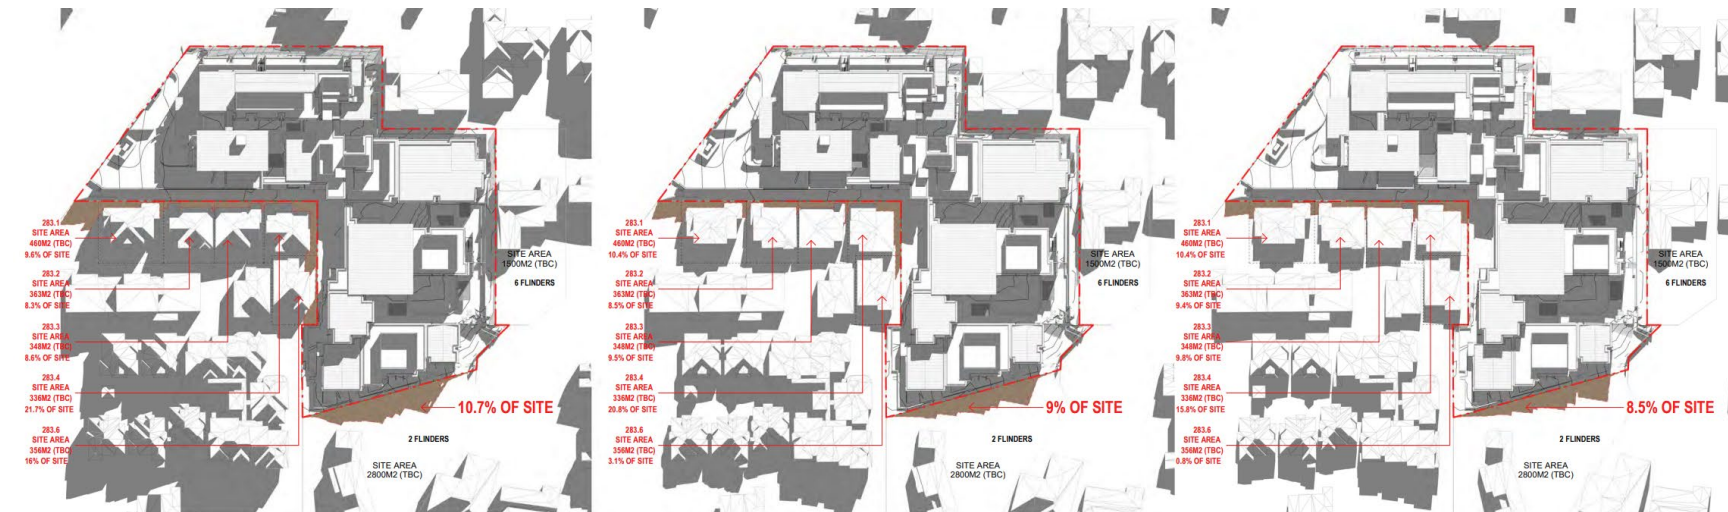 283.1
SITE AREA
460M2 (TBC)
9.6% OF SITE
283.2
SITE AREA
363M2 (TBC)
8.3% OF SITE
283.3
SITE AREA
348M2 (TBC)
8.6% OF SITE
283.4
SITE AREA
336M2 (TBC)
21.7% OF SITE
283.6
SITE AREA
356M2 (TBC)
16% OF SITE
SITE AREA
1500M2 (TBC)
6 FLINDERS
10.7% OF SITE
2 FLINDERS
SITE AREA
2800M2 (TBC)
283.1
SITE AREA
460M2 (TBC)
10.4% OF SITE
283.2
SITE AREA
363M2 (TBC)
8.5% OF SITE
283.3
SITE AREA
348M2 (TBC)
9.5% OF SITE
283.4
SITE AREA
336M2 (TBC)
20.8% OF SITE
283.6
SITE AREA
356M2 (TBC)
3.1% OF SITE
SITE AREA
1500M2 (TBC)
6 FLINDERS
9% OF SITE
2 FLINDERS
SITE AREA
2800M2 (TBC)
283.1
SITE AREA
460M2 (TBC)
10.4% OF SITE
283.2
SITE AREA
363M2 (TBC)
9.4% OF SITE
283.3
SITE AREA
348M2 (TBC)
9.8% OF SITE
283.4
SITE AREA
336M2 (TBC)
15.8% OF SITE
283.6
SITE AREA
356M2 (TBC)
0.8% OF SITE
SITE AREA
1500M2 (TBC)
6 FLINDERS
8.5% OF SITE
2 FLINDERS
SITE AREA
2800M2 (TBC)